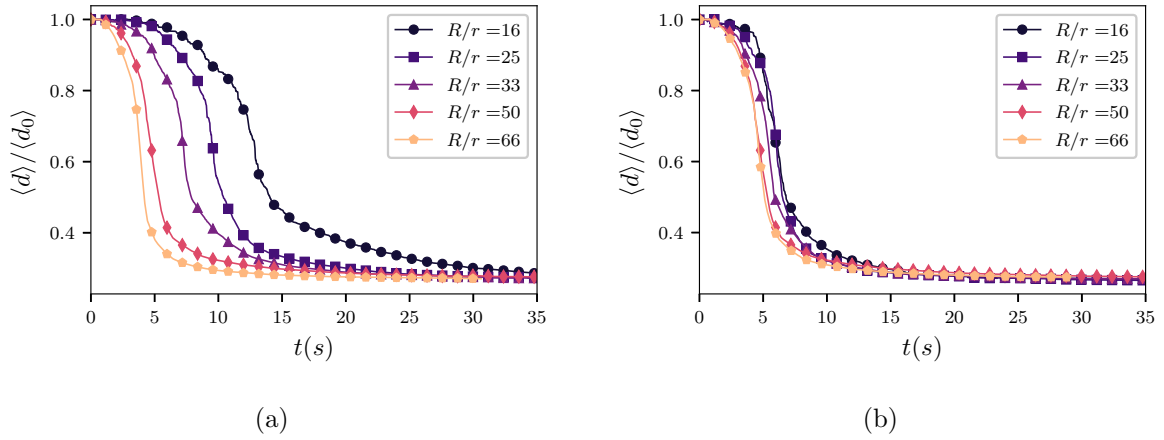 1.0
0.8
0.6
0.4
⟨d⟩/⟨d₀⟩
0 5 10 15 20 25 30 35
t(s)
R/r =16
R/r =25
R/r =33
R/r =50
R/r =66
(a)
1.0
0.8
0.6
0.4
⟨d⟩/⟨d₀⟩
0 5 10 15 20 25 30 35
t(s)
R/r =16
R/r =25
R/r =33
R/r =50
R/r =66
(b)